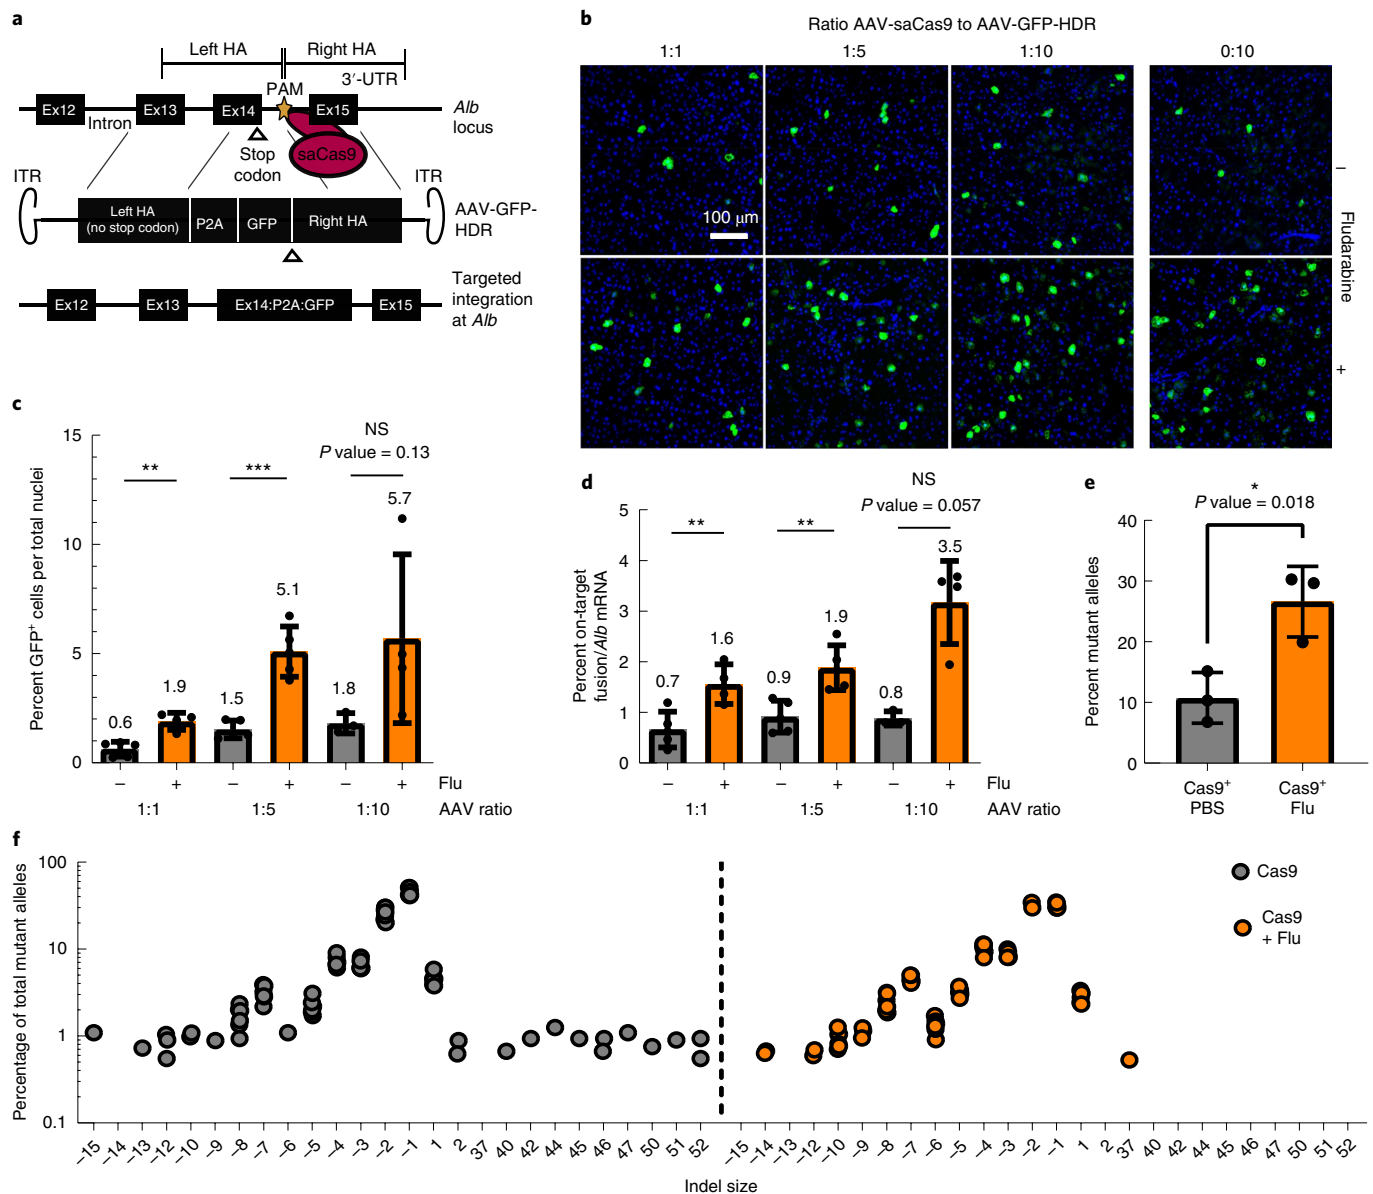 a
Left HA
Right HA
3′-UTR
PAM
Ex12
Intron
Ex13
Ex14
Ex15
Alb
locus
Stop
codon
saCas9
ITR
ITR
Left HA
(no stop codon)
P2A
GFP
Right HA
AAV-GFP-
HDR
Ex12
Ex13
Ex14:P2A:GFP
Ex15
Targeted
integration
at Alb
b
Ratio AAV-saCas9 to AAV-GFP-HDR
1:1
1:5
1:10
0:10
100 μm
–
Fludarabine
+
c
Percent GFP+ cells per total nuclei
15
10
5
0
**
***
NS
P value = 0.13
0.6
1.9
1.5
5.1
1.8
5.7
– + – + – + Flu
1:1 1:5 1:10 AAV ratio
d
Percent on-target
fusion/Alb mRNA
5
4
3
2
1
0
**
**
NS
P value = 0.057
0.7
1.6
0.9
1.9
0.8
3.5
– + – + – + Flu
1:1 1:5 1:10 AAV ratio
e
Percent mutant alleles
40
30
20
10
0
*
P value = 0.018
Cas9+
PBS
Cas9+
Flu
f
Percentage of total mutant alleles
100
10
1
0.1
Cas9
Cas9
+ Flu
–15 –14 –13 –12 –10 –9 –8 –7 –6 –5 –4 –3 –2 –1 1 2 37 40 42 44 45 46 47 50 51 52 –15 –14 –13 –12 –10 –9 –8 –7 –6 –5 –4 –3 –2 –1 1 2 37 40 42 44 45 46 47 50 51 52
Indel size